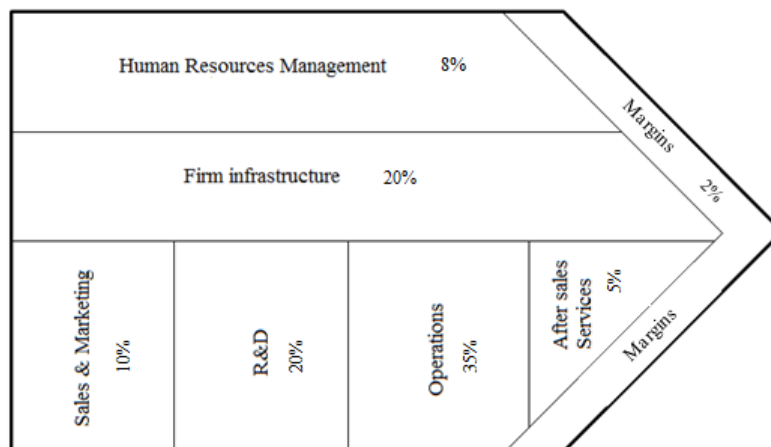 Human Resources Management 8%
Margins 2%
Firm infrastructure 20%
Sales & Marketing
10%
R&D
20%
Operations
35%
After sales
Services 5%
Margins